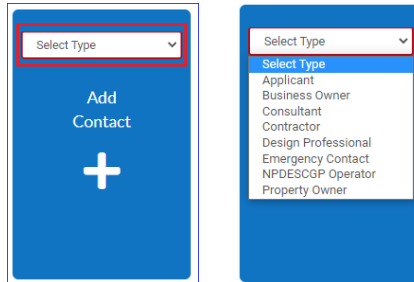 Select Type
Add
Contact
Select Type
Select Type
Applicant
Business Owner
Consultant
Contractor
Design Professional
Emergency Contact
NPDESCGP Operator
Property Owner